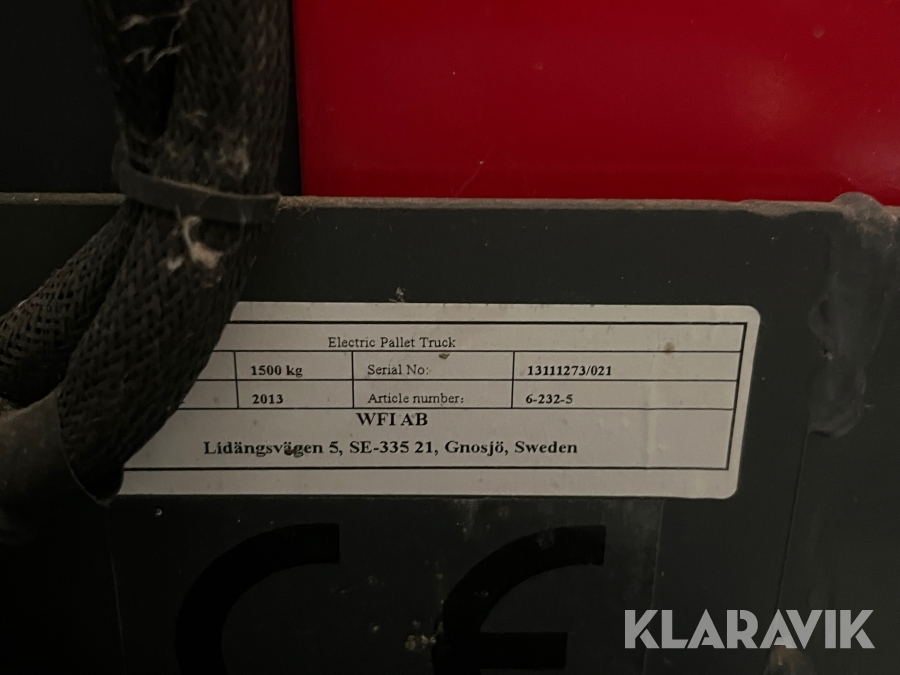 Electric Pallet Truck
1500 kg Serial No: 13111273/021
2013 Article number: 6-232-5
WFI AB
Lidängsvägen 5, SE-335 21, Gnosjö, Sweden
CE
KLARAVIK